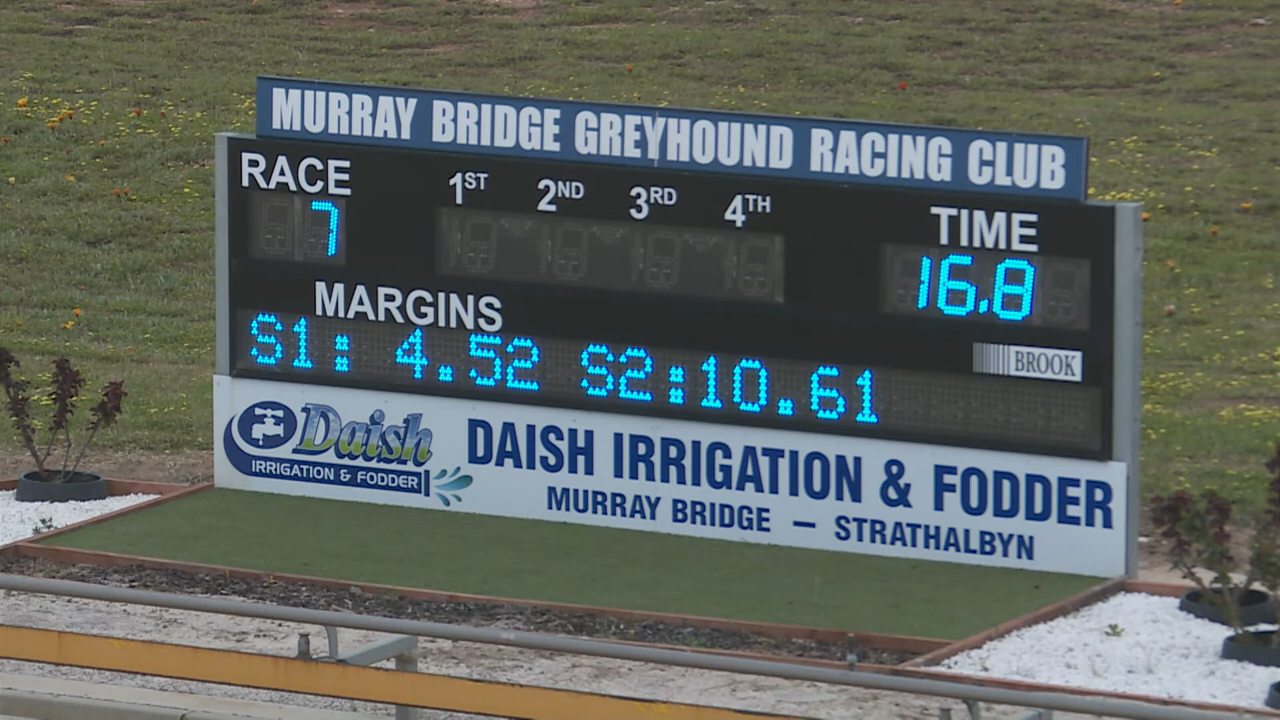 MURRAY BRIDGE GREYHOUND RACING CLUB
RACE 1ST 2ND 3RD 4TH TIME
7 16.8
MARGINS
S1: 4.52 S2:10.61
BROOK
Daish
IRRIGATION & FODDER
DAISH IRRIGATION & FODDER
MURRAY BRIDGE – STRATHALBYN